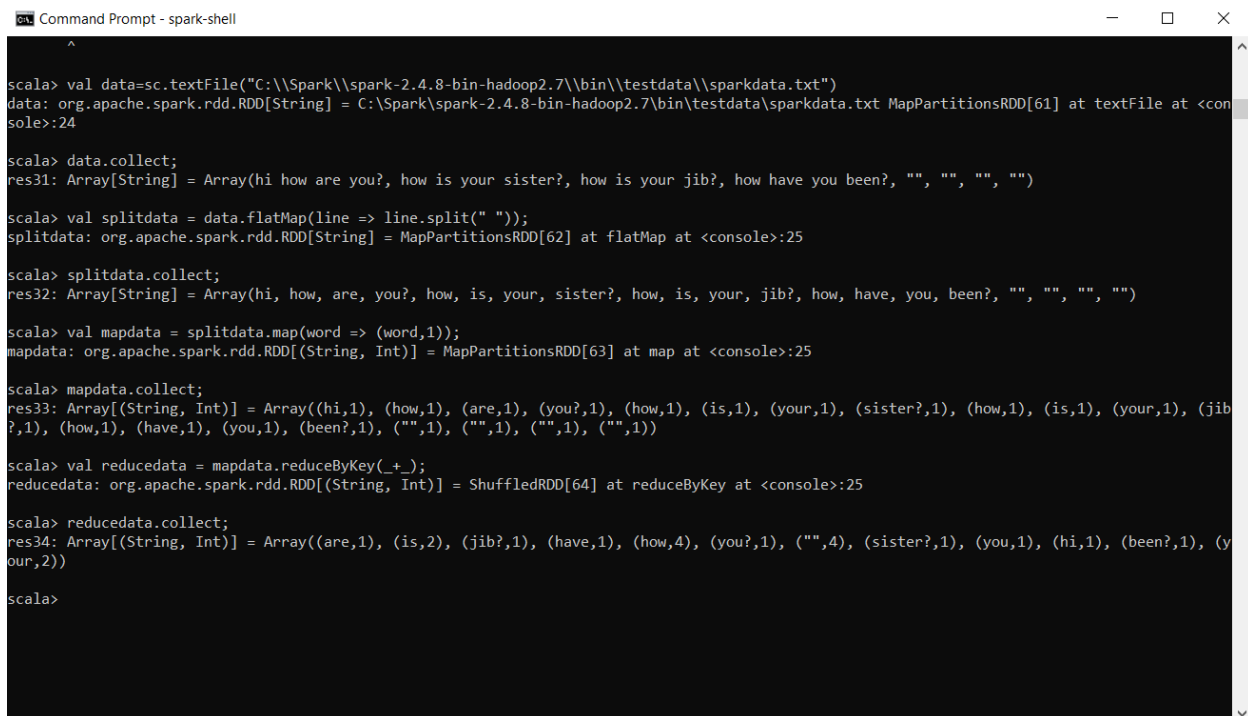 Command Prompt - spark-shell
^
scala> val data=sc.textFile("C:\\Spark\\spark-2.4.8-bin-hadoop2.7\\bin\\testdata\\sparkdata.txt")
data: org.apache.spark.rdd.RDD[String] = C:\Spark\spark-2.4.8-bin-hadoop2.7\bin\testdata\sparkdata.txt MapPartitionsRDD[61] at textFile at <con
sole>:24
scala> data.collect;
res31: Array[String] = Array(hi how are you?, how is your sister?, how is your jib?, how have you been?, "", "", "", "")
scala> val splitdata = data.flatMap(line => line.split(" "));
splitdata: org.apache.spark.rdd.RDD[String] = MapPartitionsRDD[62] at flatMap at <console>:25
scala> splitdata.collect;
res32: Array[String] = Array(hi, how, are, you?, how, is, your, sister?, how, is, your, jib?, how, have, you, been?, "", "", "", "")
scala> val mapdata = splitdata.map(word => (word,1));
mapdata: org.apache.spark.rdd.RDD[(String, Int)] = MapPartitionsRDD[63] at map at <console>:25
scala> mapdata.collect;
res33: Array[(String, Int)] = Array((hi,1), (how,1), (are,1), (you?,1), (how,1), (is,1), (your,1), (sister?,1), (how,1), (is,1), (your,1), (jib
?,1), (how,1), (have,1), (you,1), (been?,1), ("",1), ("",1), ("",1), ("",1))
scala> val reducedata = mapdata.reduceByKey(_+_);
reducedata: org.apache.spark.rdd.RDD[(String, Int)] = ShuffledRDD[64] at reduceByKey at <console>:25
scala> reducedata.collect;
res34: Array[(String, Int)] = Array((are,1), (is,2), (jib?,1), (have,1), (how,4), (you?,1), ("",4), (sister?,1), (you,1), (hi,1), (been?,1), (y
our,2))
scala>